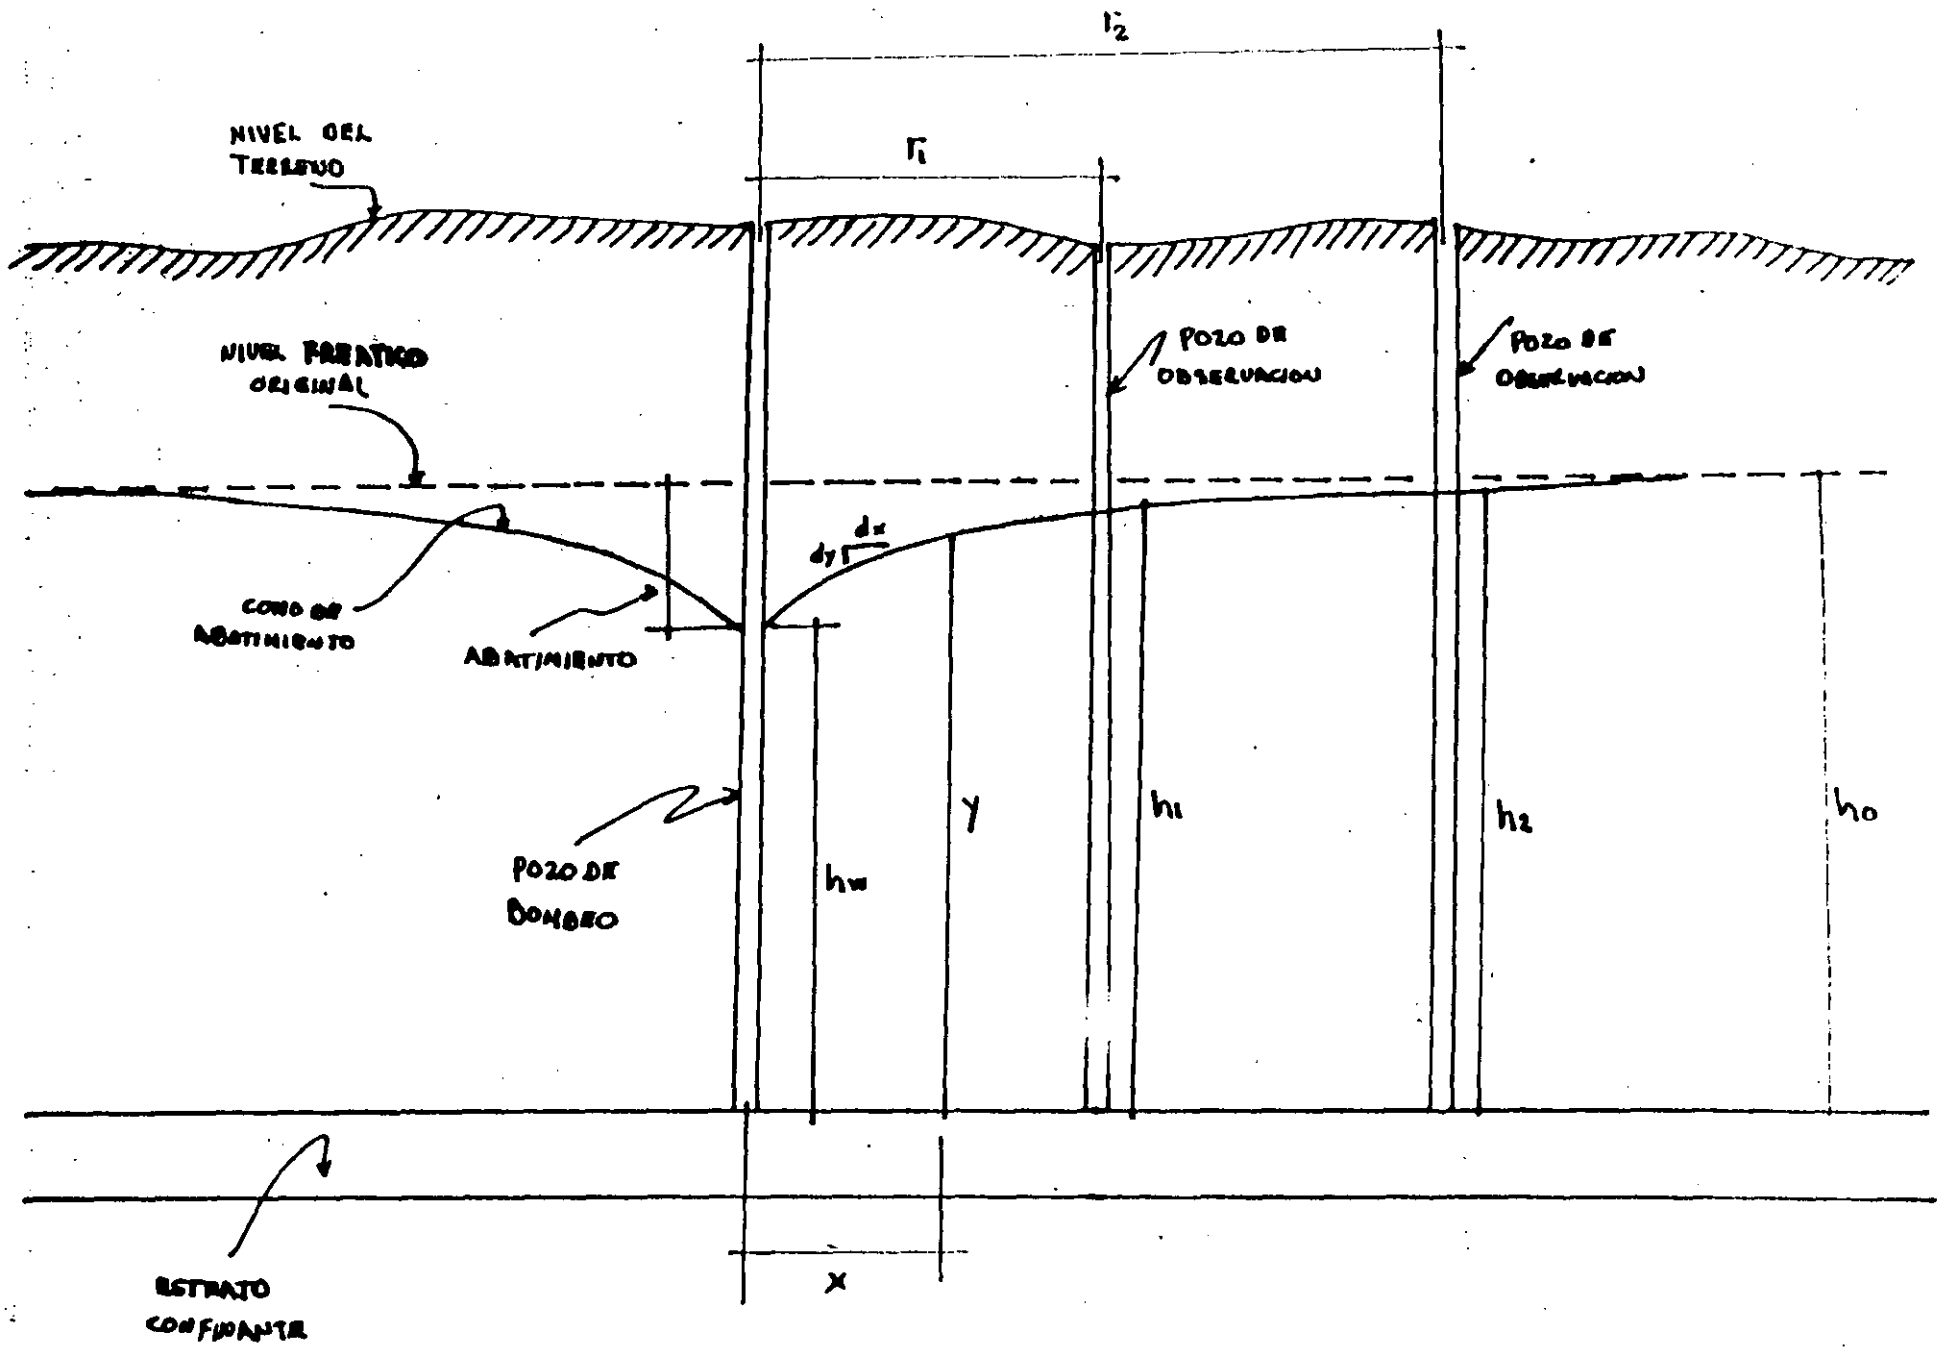 r2
r1
NIVEL DEL
TERRENO
NIVEL FREATICO
ORIGINAL
POZO DE
OBSERVACION
POZO DE
OBSERVACION
dx
dy
CONO DE
ABATIMIENTO
ABATIMIENTO
y
h1
h2
h0
POZO DE
BOMBEO
hw
x
ESTRATO
CONFINANTE